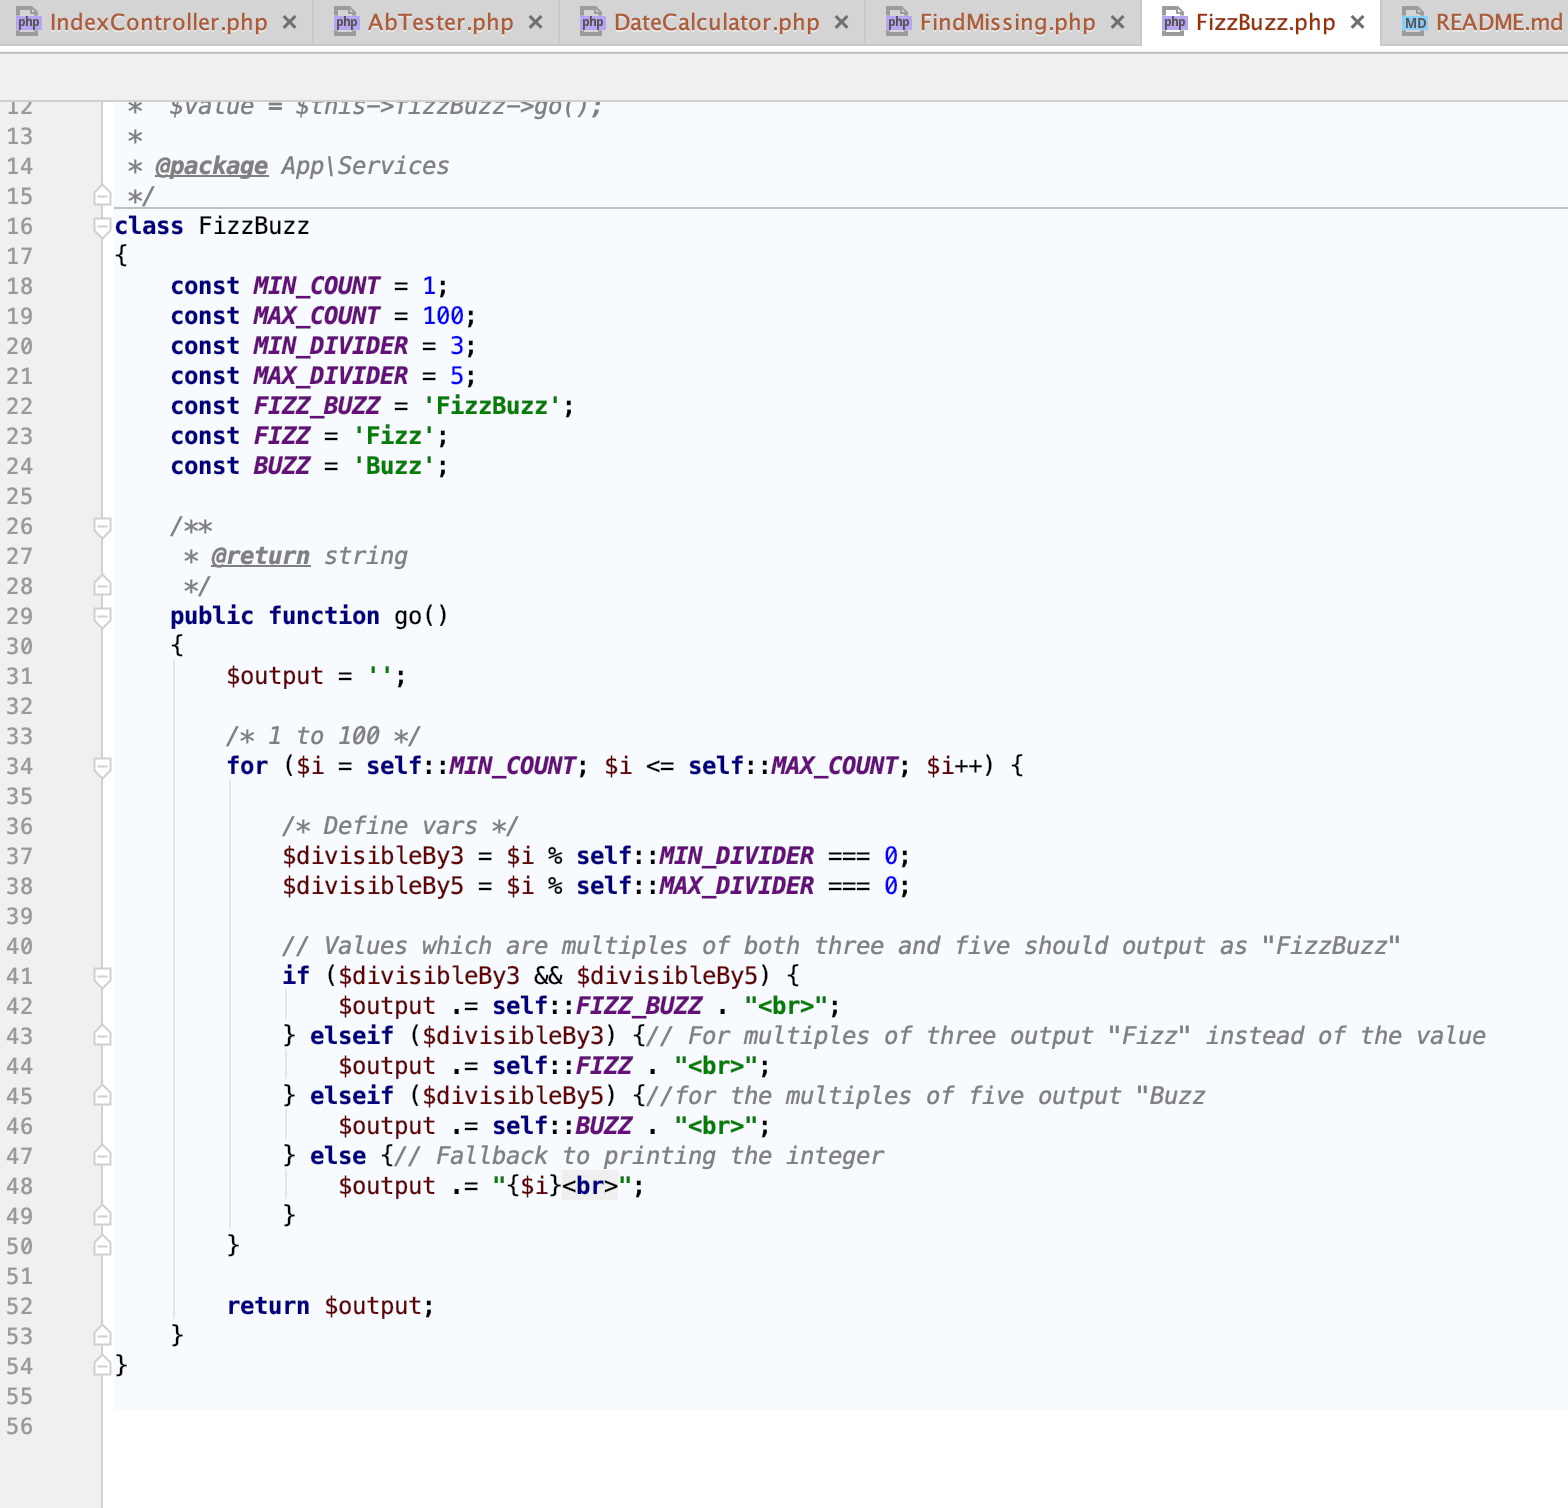 php IndexController.php × php AbTester.php × php DateCalculator.php × php FindMissing.php × php FizzBuzz.php × MD README.md
12 *  $value = $this->fizzBuzz->go();
13 *
14 * @package App\Services
15 */
16 class FizzBuzz
17 {
18     const MIN_COUNT = 1;
19     const MAX_COUNT = 100;
20     const MIN_DIVIDER = 3;
21     const MAX_DIVIDER = 5;
22     const FIZZ_BUZZ = 'FizzBuzz';
23     const FIZZ = 'Fizz';
24     const BUZZ = 'Buzz';
25
26     /**
27      * @return string
28      */
29     public function go()
30     {
31         $output = '';
32
33         /* 1 to 100 */
34         for ($i = self::MIN_COUNT; $i <= self::MAX_COUNT; $i++) {
35
36             /* Define vars */
37             $divisibleBy3 = $i % self::MIN_DIVIDER === 0;
38             $divisibleBy5 = $i % self::MAX_DIVIDER === 0;
39
40             // Values which are multiples of both three and five should output as "FizzBuzz"
41             if ($divisibleBy3 && $divisibleBy5) {
42                 $output .= self::FIZZ_BUZZ . "<br>";
43             } elseif ($divisibleBy3) {// For multiples of three output "Fizz" instead of the value
44                 $output .= self::FIZZ . "<br>";
45             } elseif ($divisibleBy5) {//for the multiples of five output "Buzz
46                 $output .= self::BUZZ . "<br>";
47             } else {// Fallback to printing the integer
48                 $output .= "{$i}<br>";
49             }
50         }
51
52         return $output;
53     }
54 }
55
56